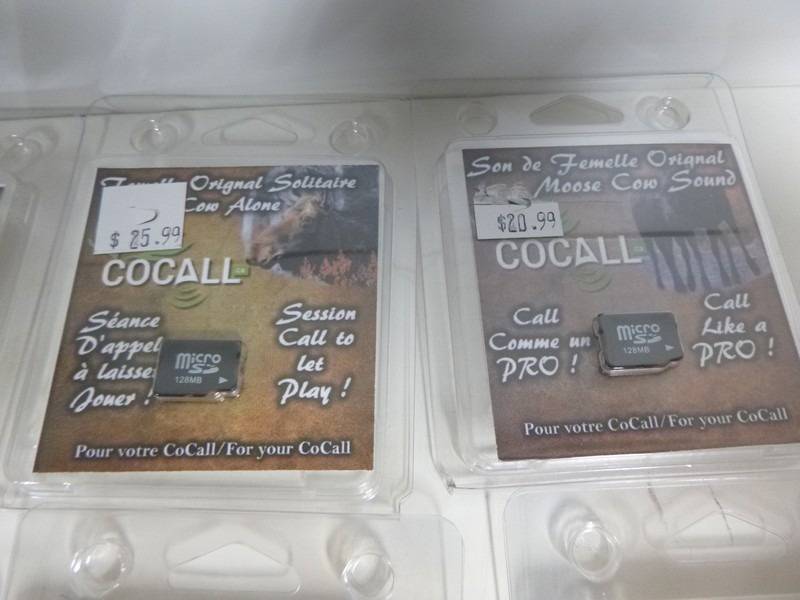 Femelle Orignal Solitaire
Cow Alone
$ 25.99
COCALL.ca
Séance
D'appel
à laisser
Jouer !
Session
Call to
let
Play !
micro
SD
128MB
Pour votre CoCall/For your CoCall
Son de Femelle Orignal
Moose Cow Sound
$20.99
COCALL
Call
Comme un
PRO !
Call
Like a
PRO !
micro
SD
128MB
Pour votre CoCall/For your CoCall